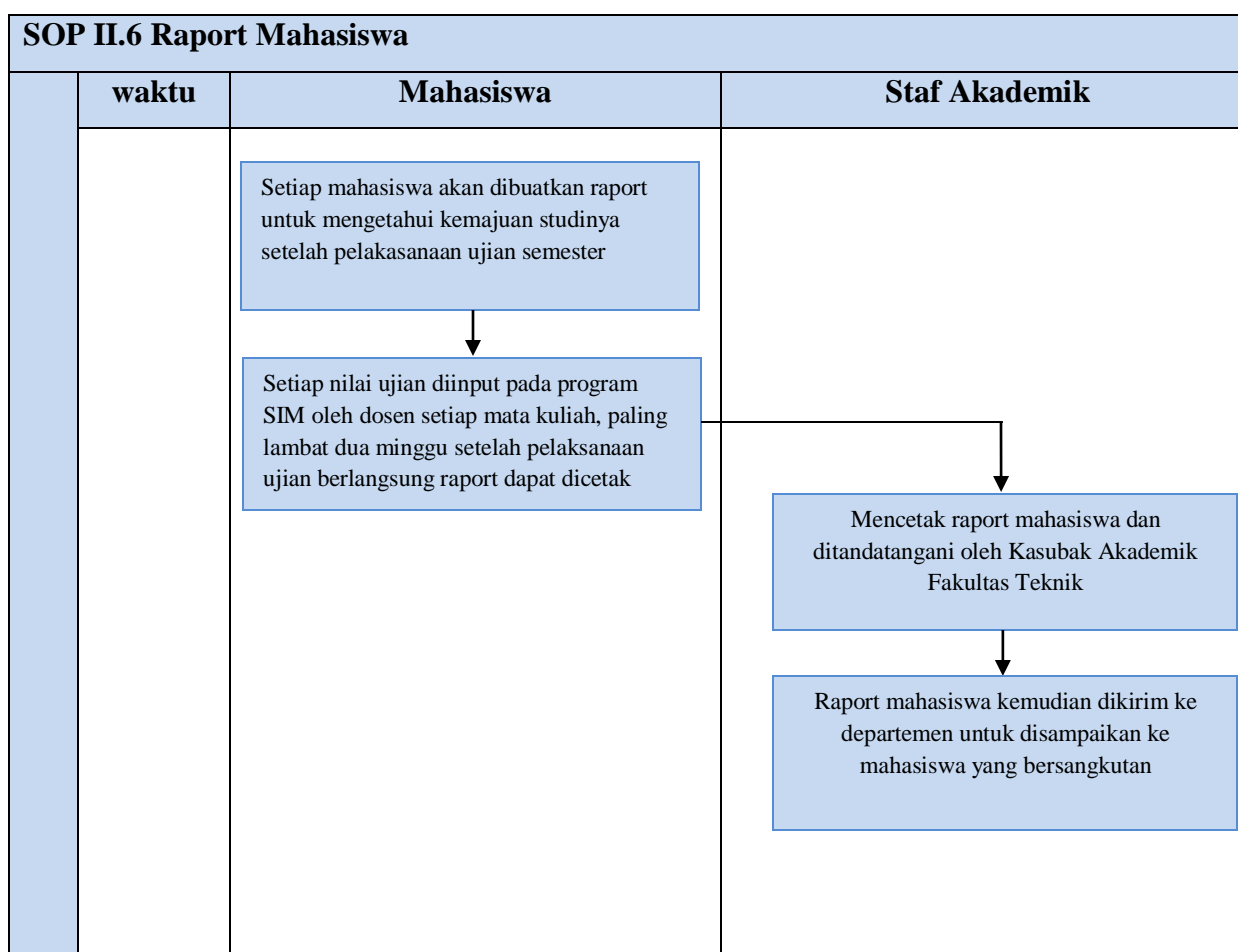 SOP II.6 Raport Mahasiswa
waktu
Mahasiswa
Staf Akademik
Setiap mahasiswa akan dibuatkan raport
untuk mengetahui kemajuan studinya
setelah pelakasanaan ujian semester
Setiap nilai ujian diinput pada program
SIM oleh dosen setiap mata kuliah, paling
lambat dua minggu setelah pelaksanaan
ujian berlangsung raport dapat dicetak
Mencetak raport mahasiswa dan
ditandatangani oleh Kasubak Akademik
Fakultas Teknik
Raport mahasiswa kemudian dikirim ke
departemen untuk disampaikan ke
mahasiswa yang bersangkutan